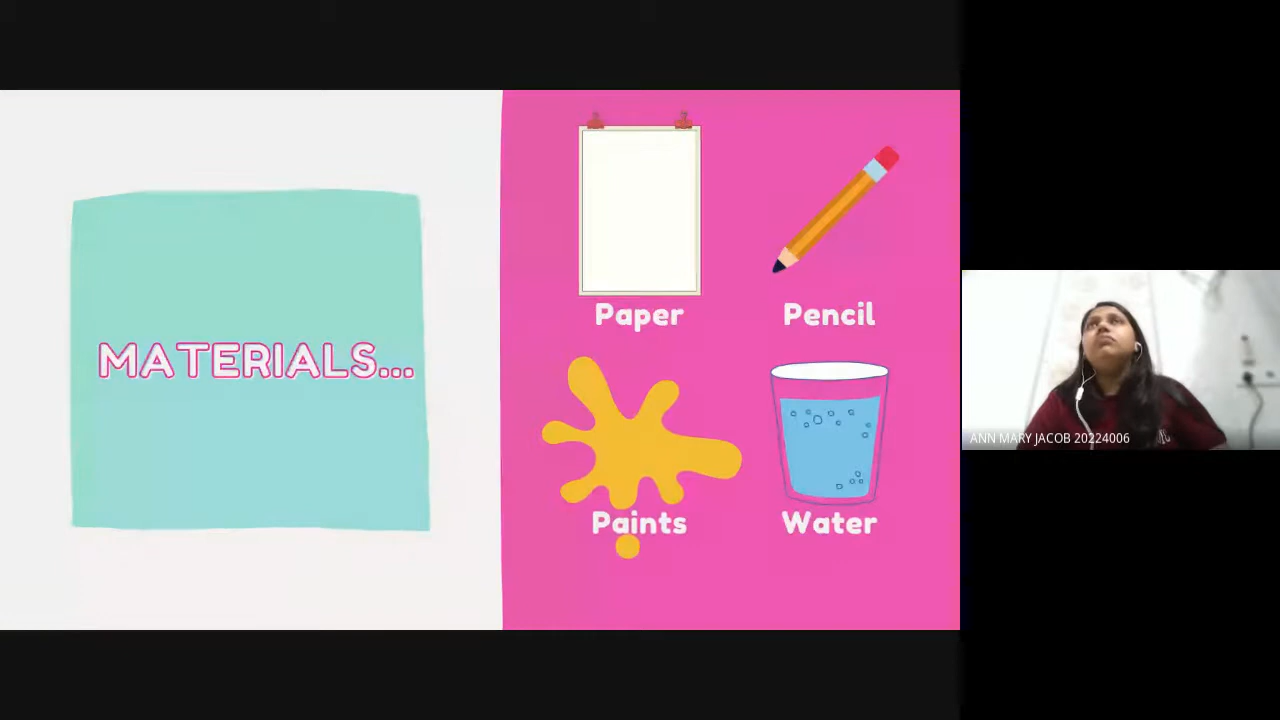 MATERIALS...
Paper
Pencil
Paints
Water
ANN MARY JACOB 20224006